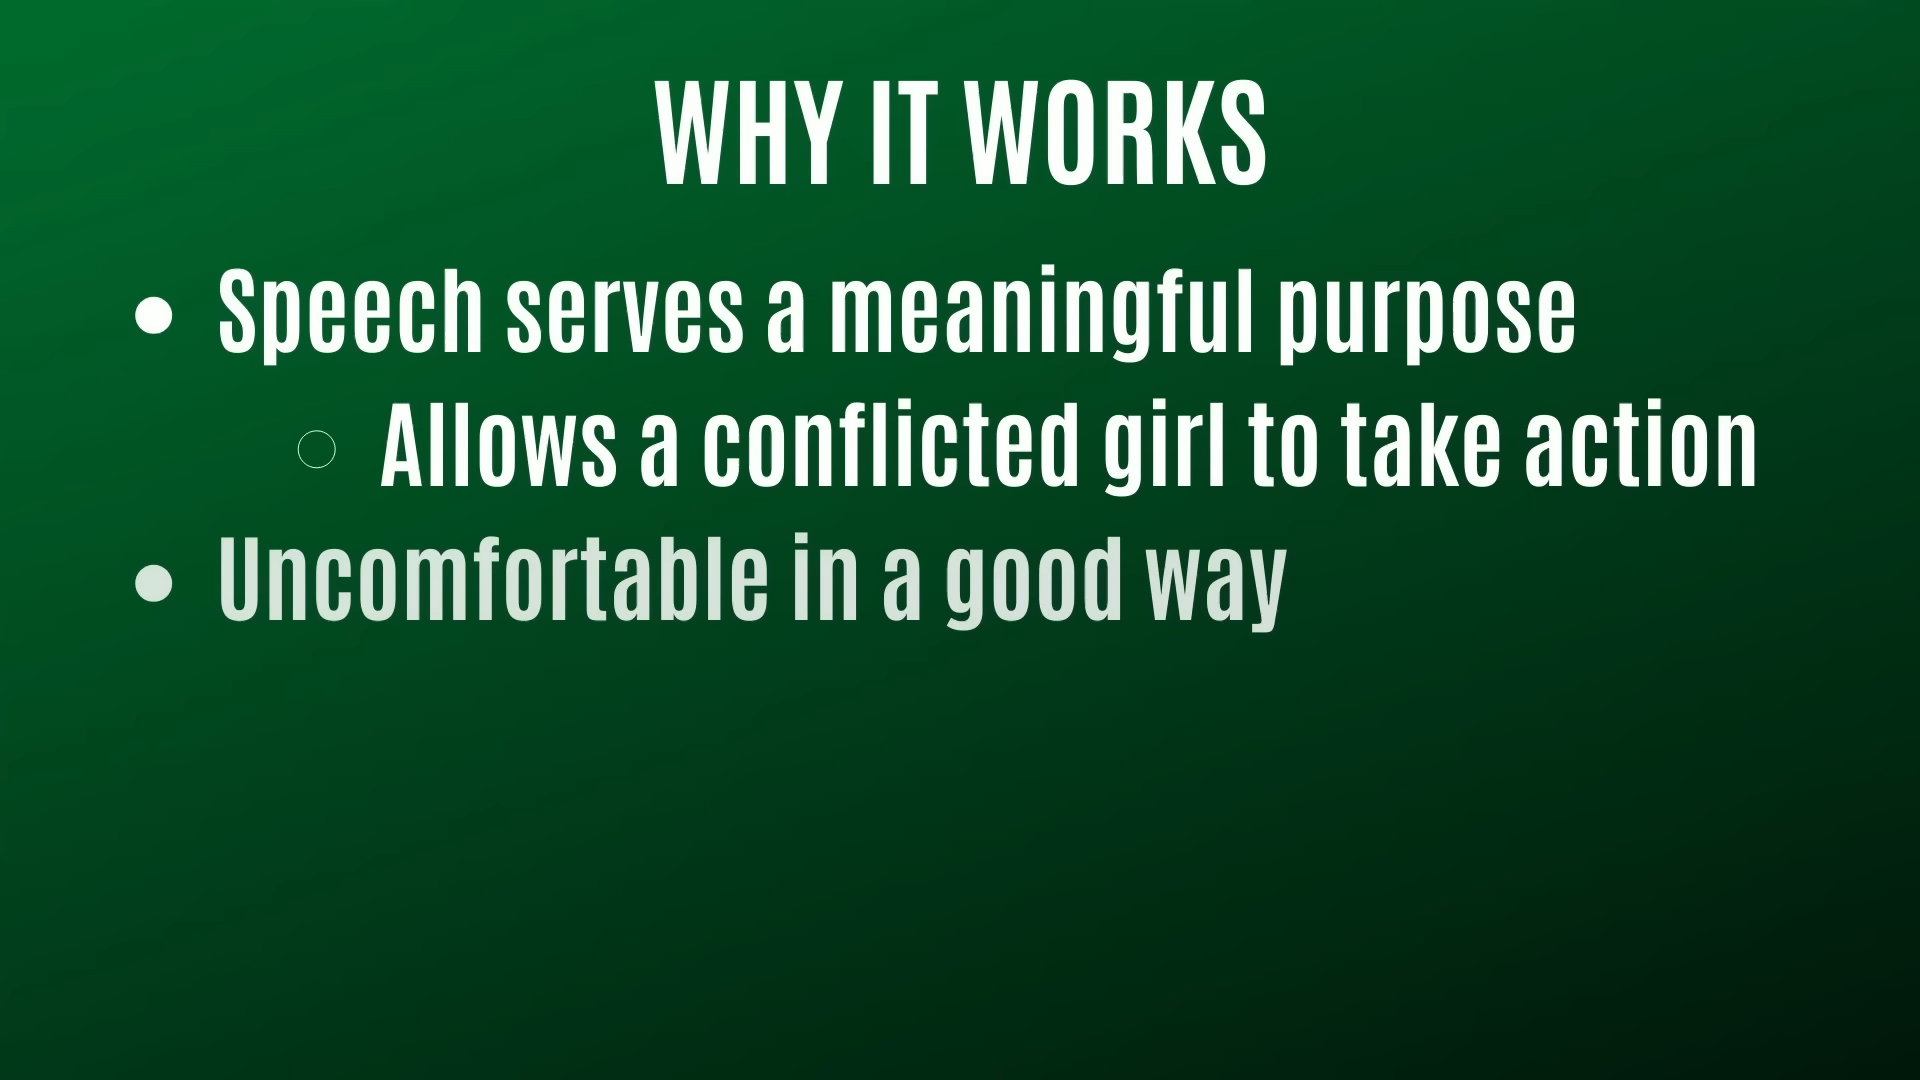 WHY IT WORKS
● Speech serves a meaningful purpose
○ Allows a conflicted girl to take action
● Uncomfortable in a good way